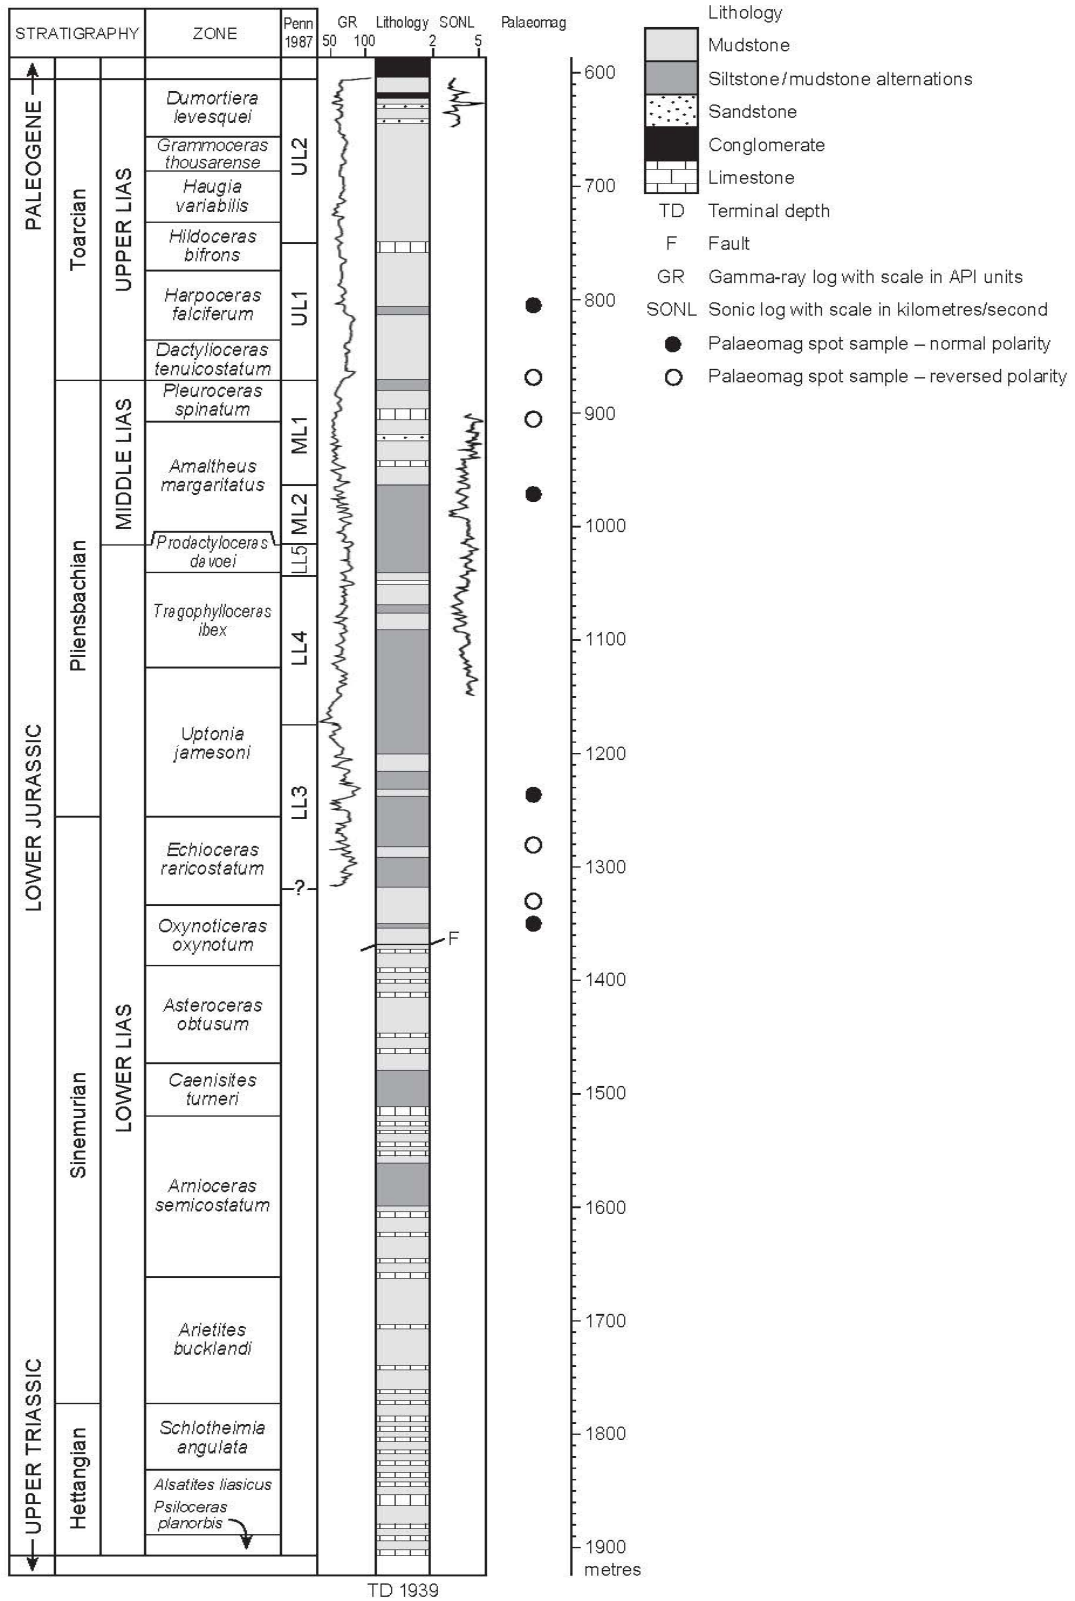 STRATIGRAPHY
ZONE
Penn
1987
GR
50 100
Lithology
SONL
2 5
Palaeomag
PALEOGENE
LOWER JURASSIC
UPPER TRIASSIC
Toarcian
Pliensbachian
Sinemurian
Hettangian
UPPER LIAS
MIDDLE LIAS
LOWER LIAS
Dumortiera
levesquei
Grammoceras
thousarense
Haugia
variabilis
Hildoceras
bifrons
Harpoceras
falciferum
Dactylioceras
tenuicostatum
Pleuroceras
spinatum
Amaltheus
margaritatus
Prodactyloceras
davoei
Tragophylloceras
ibex
Uptonia
jamesoni
Echioceras
raricostatum
Oxynoticeras
oxynotum
Asteroceras
obtusum
Caenisites
turneri
Arnioceras
semicostatum
Arietites
bucklandi
Schlotheimia
angulata
Alsatites liasicus
Psiloceras
planorbis
UL2
UL1
ML1
ML2
LL5
LL4
LL3
?
F
TD 1939
600
700
800
900
1000
1100
1200
1300
1400
1500
1600
1700
1800
1900
metres
Lithology
Mudstone
Siltstone/mudstone alternations
Sandstone
Conglomerate
Limestone
TD Terminal depth
F Fault
GR Gamma-ray log with scale in API units
SONL Sonic log with scale in kilometres/second
Palaeomag spot sample – normal polarity
Palaeomag spot sample – reversed polarity